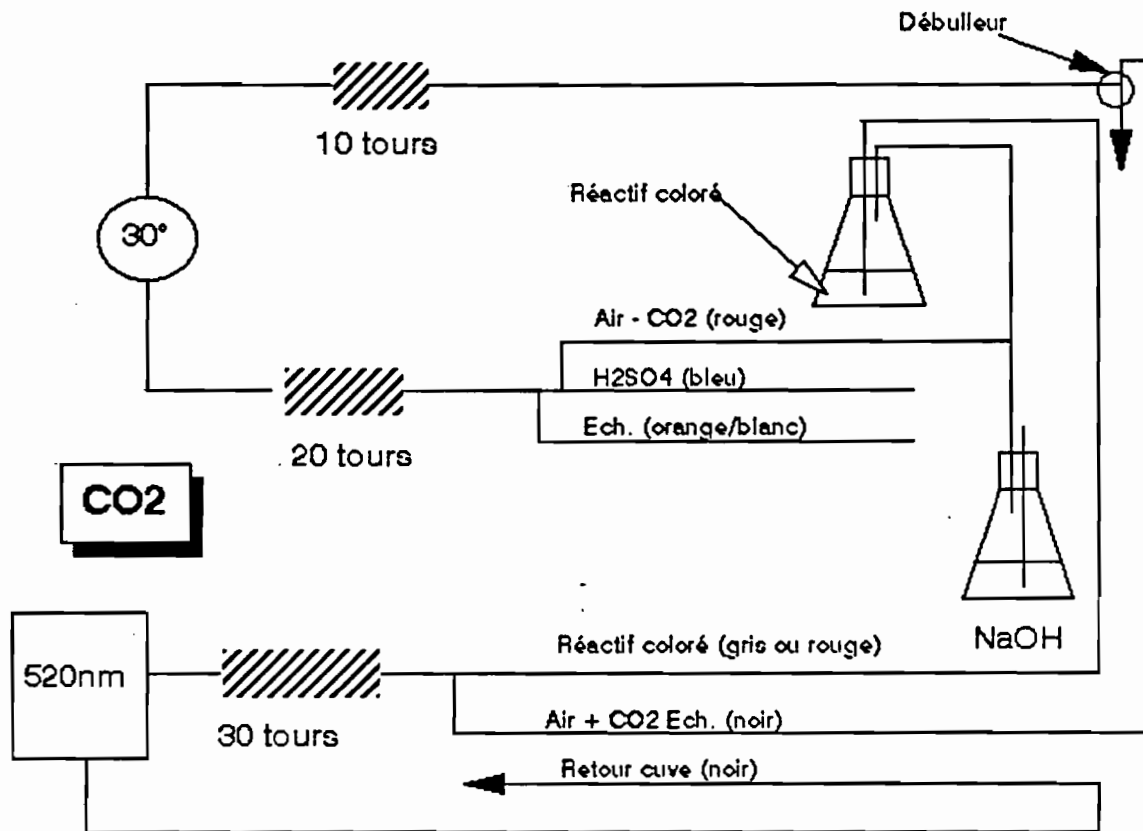 Débulleur
10 tours
Réactif coloré
30°
Air - CO2 (rouge)
H2SO4 (bleu)
Ech. (orange/blanc)
20 tours
CO2
NaOH
Réactif coloré (gris ou rouge)
520nm
30 tours
Air + CO2 Ech. (noir)
Retour cuve (noir)